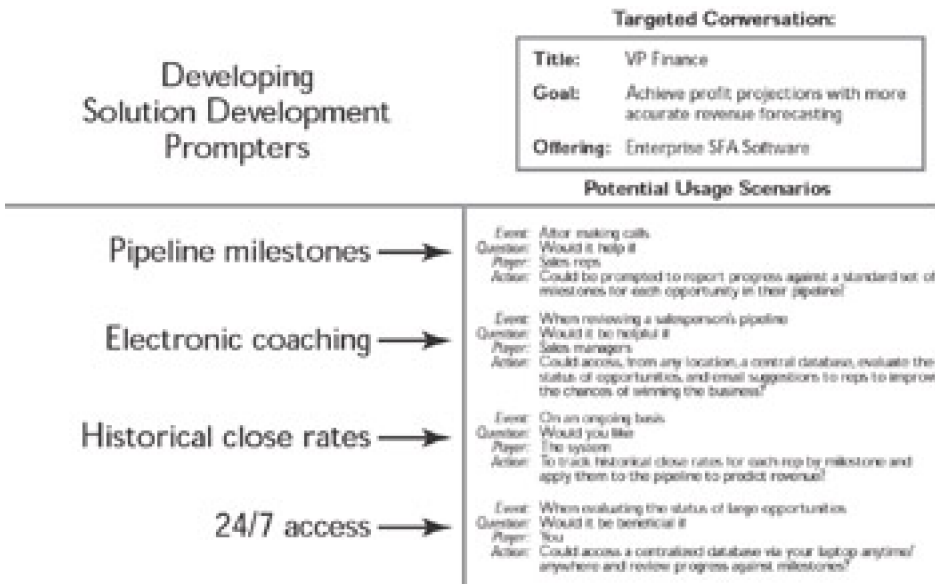 Developing
Solution Development
Prompters
Targeted Conversation:
Title: VP Finance
Goal: Achieve profit projections with more
accurate revenue forecasting
Offering: Enterprise SFA Software
Potential Usage Scenarios
Pipeline milestones
Event: After making calls
Question: Would it help if
Player: Sales reps
Action: Could be prompted to report progress against a standard set of
milestones for each opportunity in their pipeline?
Electronic coaching
Event: When reviewing a salesperson's pipeline
Question: Would it be helpful if
Player: Sales managers
Action: Could access, from any location, a central database, evaluate the
status of opportunities, and email suggestions to reps to improve
the chances of winning the business?
Historical close rates
Event: On an ongoing basis
Question: Would you like
Player: The system
Action: To track historical close rates for each rep by milestone and
apply them to the pipeline to predict revenue?
24/7 access
Event: When evaluating the status of large opportunities
Question: Would it be beneficial if
Player: You
Action: Could access a centralized database via your laptop anytime/
anywhere and review progress against milestones?